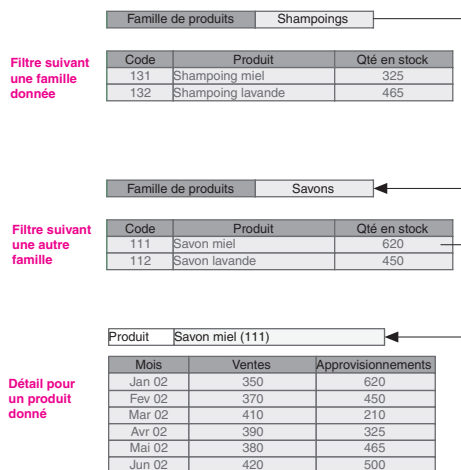 Famille de produits Shampoings
Filtre suivant
une famille
donnée
Code Produit Qté en stock
131 Shampoing miel 325
132 Shampoing lavande 465
Famille de produits Savons
Filtre suivant
une autre
famille
Code Produit Qté en stock
111 Savon miel 620
112 Savon lavande 450
Produit Savon miel (111)
Détail pour
un produit
donné
Mois Ventes Approvisionnements
Jan 02 350 620
Fev 02 370 450
Mar 02 410 210
Avr 02 390 325
Mai 02 380 465
Jun 02 420 500